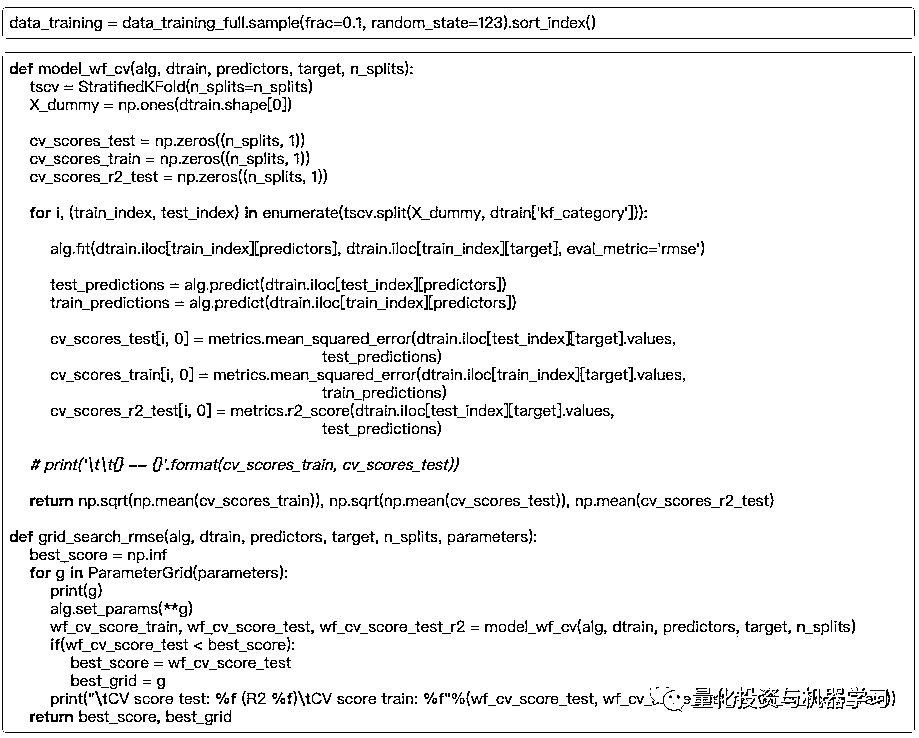 data_training = data_training_full.sample(frac=0.1, random_state=123).sort_index()
def model_wf_cv(alg, dtrain, predictors, target, n_splits):
tscv = StratifiedKFold(n_splits=n_splits)
X_dummy = np.ones(dtrain.shape[0])
cv_scores_test = np.zeros((n_splits, 1))
cv_scores_train = np.zeros((n_splits, 1))
cv_scores_r2_test = np.zeros((n_splits, 1))
for i, (train_index, test_index) in enumerate(tscv.split(X_dummy, dtrain['kf_category'])):
alg.fit(dtrain.iloc[train_index][predictors], dtrain.iloc[train_index][target], eval_metric='rmse')
test_predictions = alg.predict(dtrain.iloc[test_index][predictors])
train_predictions = alg.predict(dtrain.iloc[train_index][predictors])
cv_scores_test[i, 0] = metrics.mean_squared_error(dtrain.iloc[test_index][target].values,
test_predictions)
cv_scores_train[i, 0] = metrics.mean_squared_error(dtrain.iloc[train_index][target].values,
train_predictions)
cv_scores_r2_test[i, 0] = metrics.r2_score(dtrain.iloc[test_index][target].values,
test_predictions)
# print('\t\t{} -- {}'.format(cv_scores_train, cv_scores_test))
return np.sqrt(np.mean(cv_scores_train)), np.sqrt(np.mean(cv_scores_test)), np.mean(cv_scores_r2_test)
def grid_search_rmse(alg, dtrain, predictors, target, n_splits, parameters):
best_score = np.inf
for g in ParameterGrid(parameters):
print(g)
alg.set_params(**g)
wf_cv_score_train, wf_cv_score_test, wf_cv_score_test_r2 = model_wf_cv(alg, dtrain, predictors, target, n_splits)
if(wf_cv_score_test < best_score):
best_score = wf_cv_score_test
best_grid = g
print("\tCV score test: %f (R2 %f)\tCV score train: %f"%(wf_cv_score_test, wf_cv_
量化投资与机器学习
return best_score, best_grid